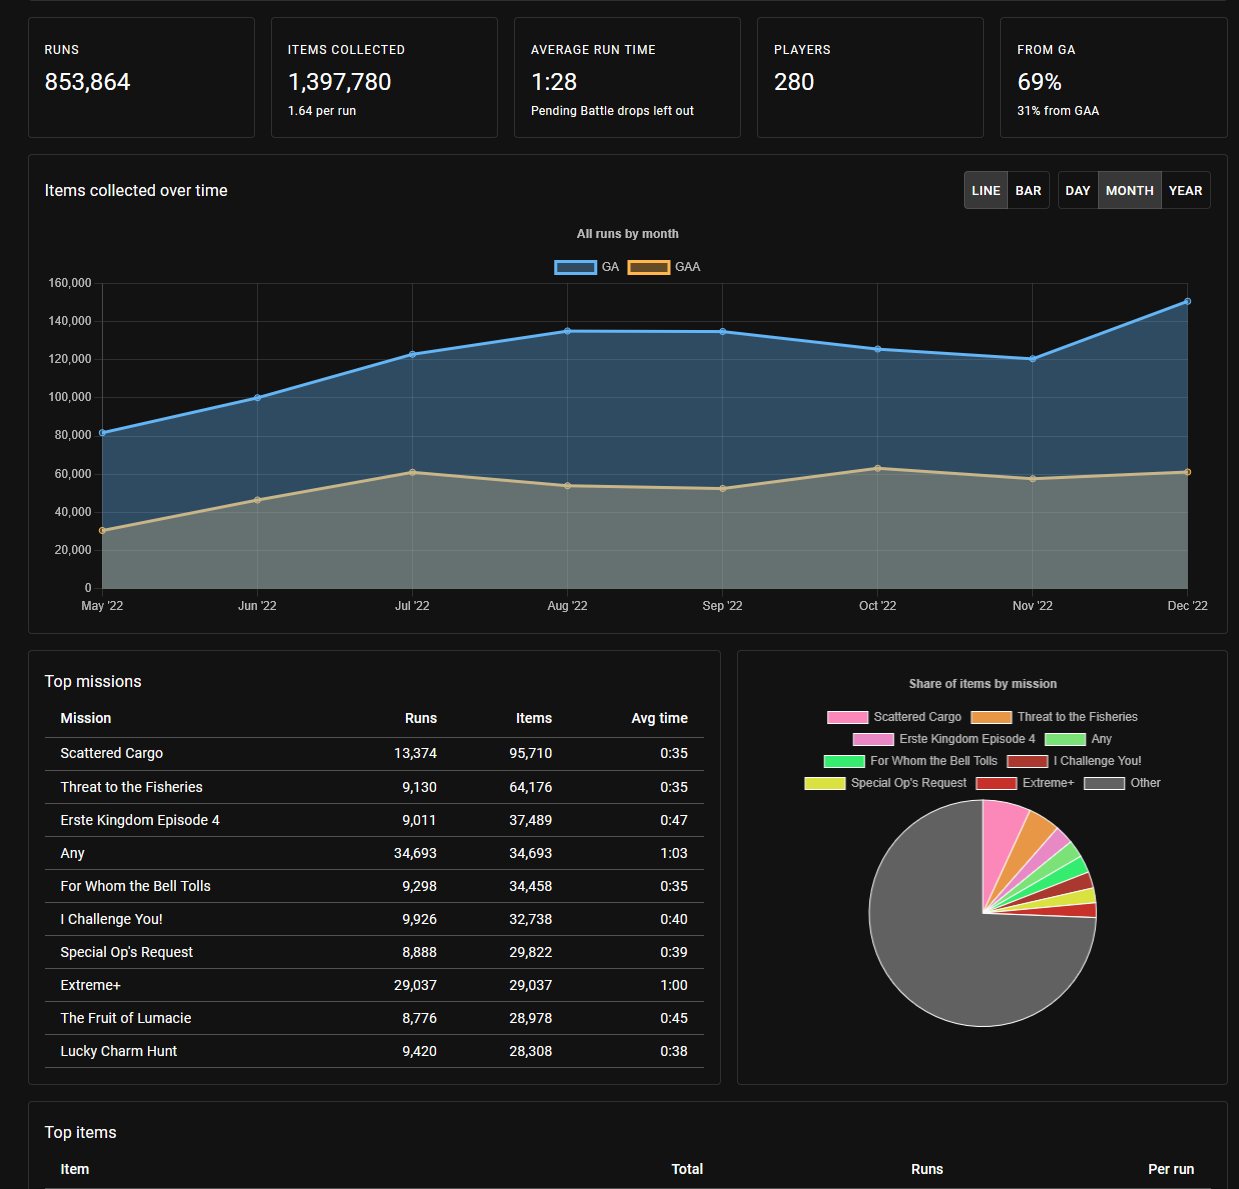 RUNS
853,864
ITEMS COLLECTED
1,397,780
1.64 per run
AVERAGE RUN TIME
1:28
Pending Battle drops left out
PLAYERS
280
FROM GA
69%
31% from GAA
Items collected over time
LINE BAR DAY MONTH YEAR
All runs by month
GA GAA
160,000
140,000
120,000
100,000
80,000
60,000
40,000
20,000
0
May '22 Jun '22 Jul '22 Aug '22 Sep '22 Oct '22 Nov '22 Dec '22
Top missions
Mission Runs Items Avg time
Scattered Cargo 13,374 95,710 0:35
Threat to the Fisheries 9,130 64,176 0:35
Erste Kingdom Episode 4 9,011 37,489 0:47
Any 34,693 34,693 1:03
For Whom the Bell Tolls 9,298 34,458 0:35
I Challenge You! 9,926 32,738 0:40
Special Op's Request 8,888 29,822 0:39
Extreme+ 29,037 29,037 1:00
The Fruit of Lumacie 8,776 28,978 0:45
Lucky Charm Hunt 9,420 28,308 0:38
Share of items by mission
Scattered Cargo Threat to the Fisheries
Erste Kingdom Episode 4 Any
For Whom the Bell Tolls I Challenge You!
Special Op's Request Extreme+ Other
Top items
Item Total Runs Per run